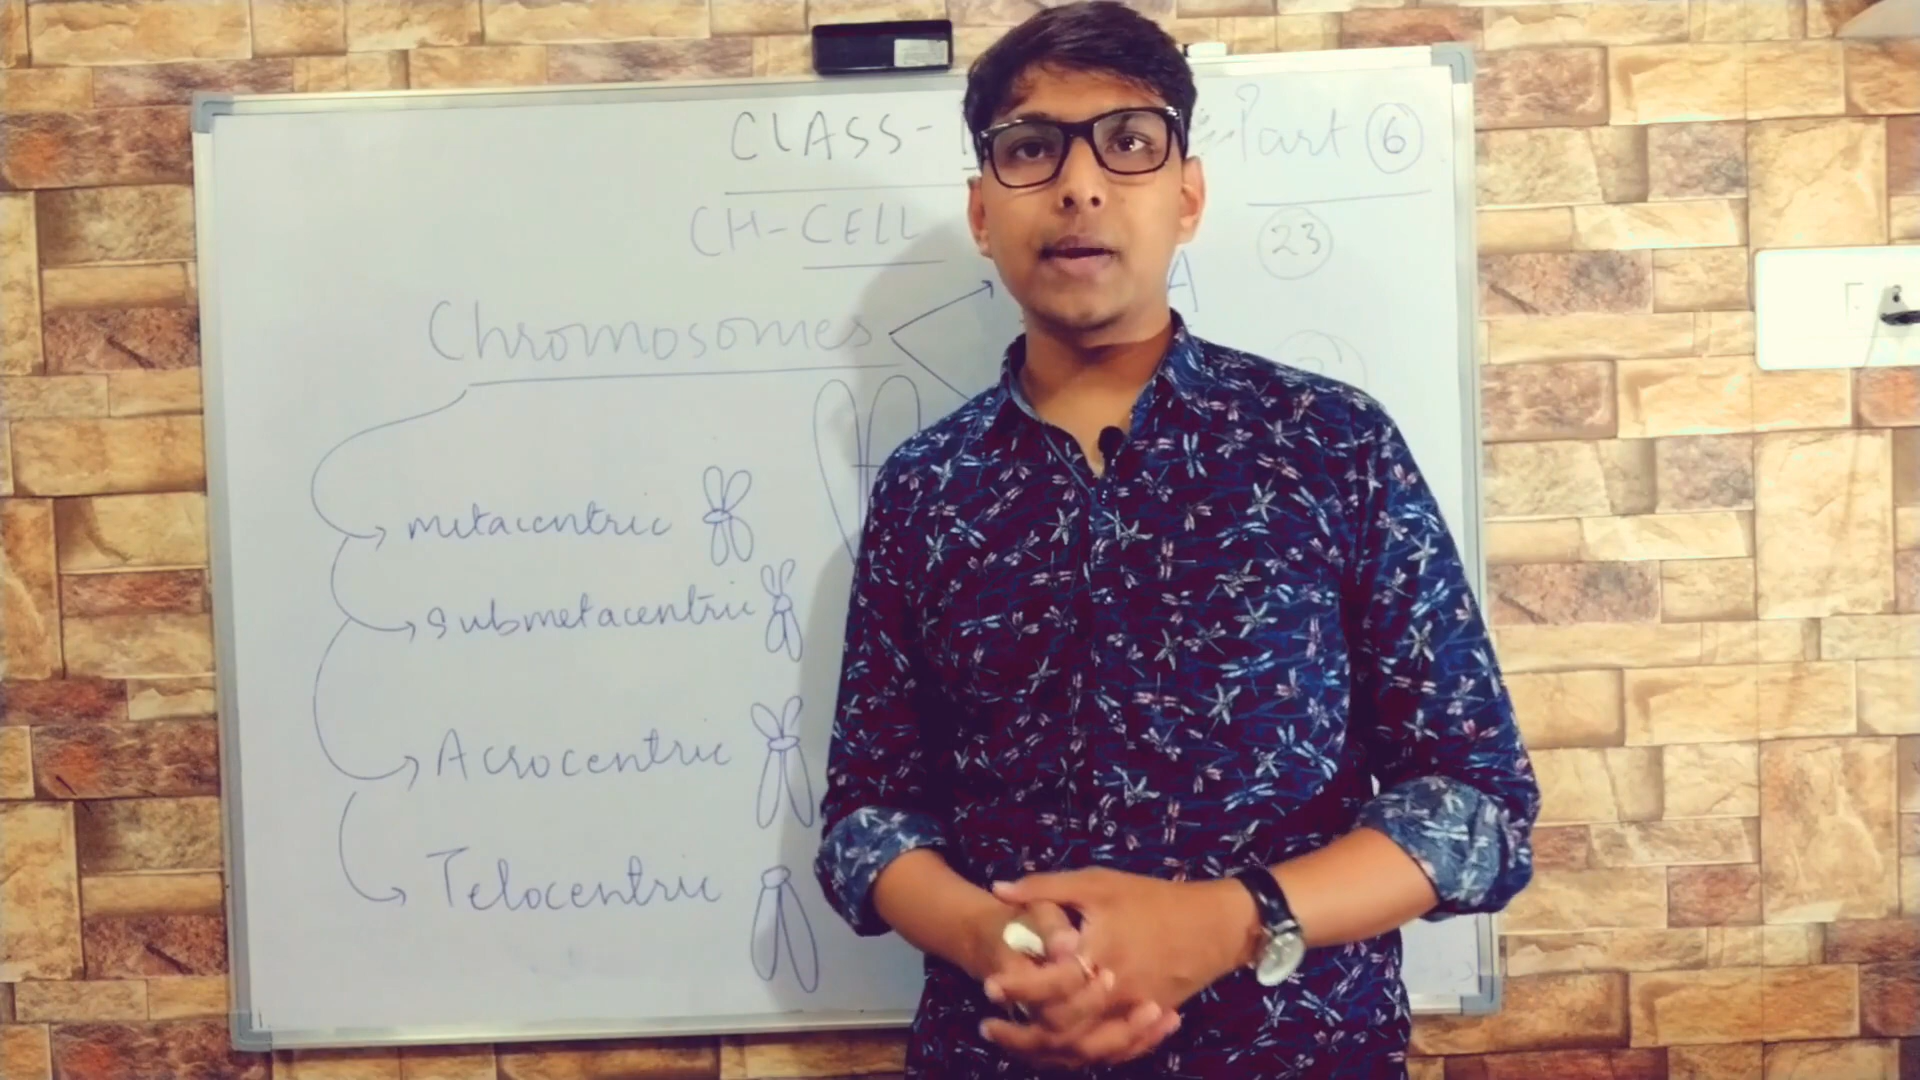 CLASS- Part 6
CH-CELL 23
Chromosomes
metacentric
submetacentric
Acrocentric
Telocentric